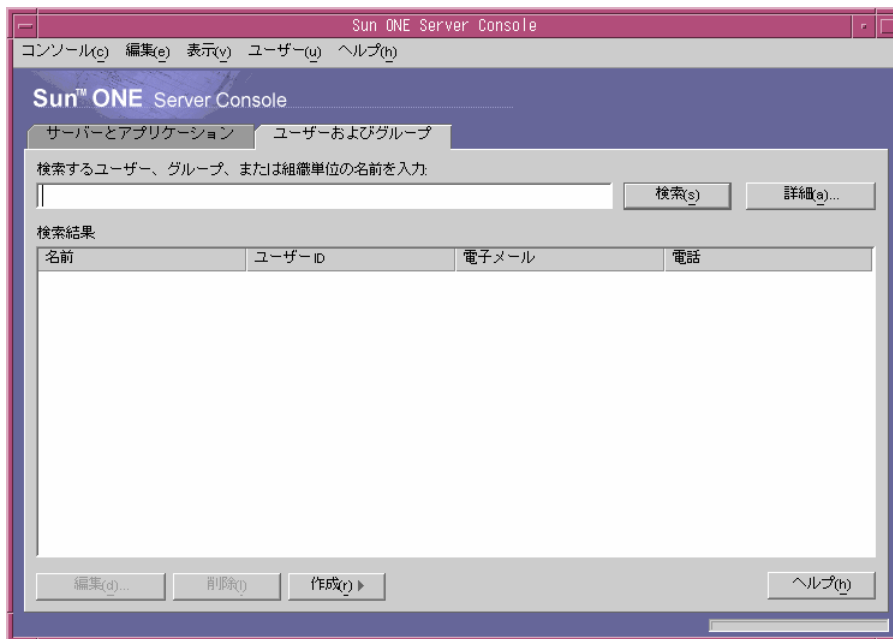 Sun ONE Server Console
コンソール(c) 編集(e) 表示(v) ユーザー(u) ヘルプ(h)
Sun™ ONE Server Console
サーバーとアプリケーション ユーザーおよびグループ
検索するユーザー、グループ、または組織単位の名前を入力:
検索(s) 詳細(a)...
検索結果
名前 ユーザーID 電子メール 電話
編集(d)... 削除(l) 作成(r) ヘルプ(h)